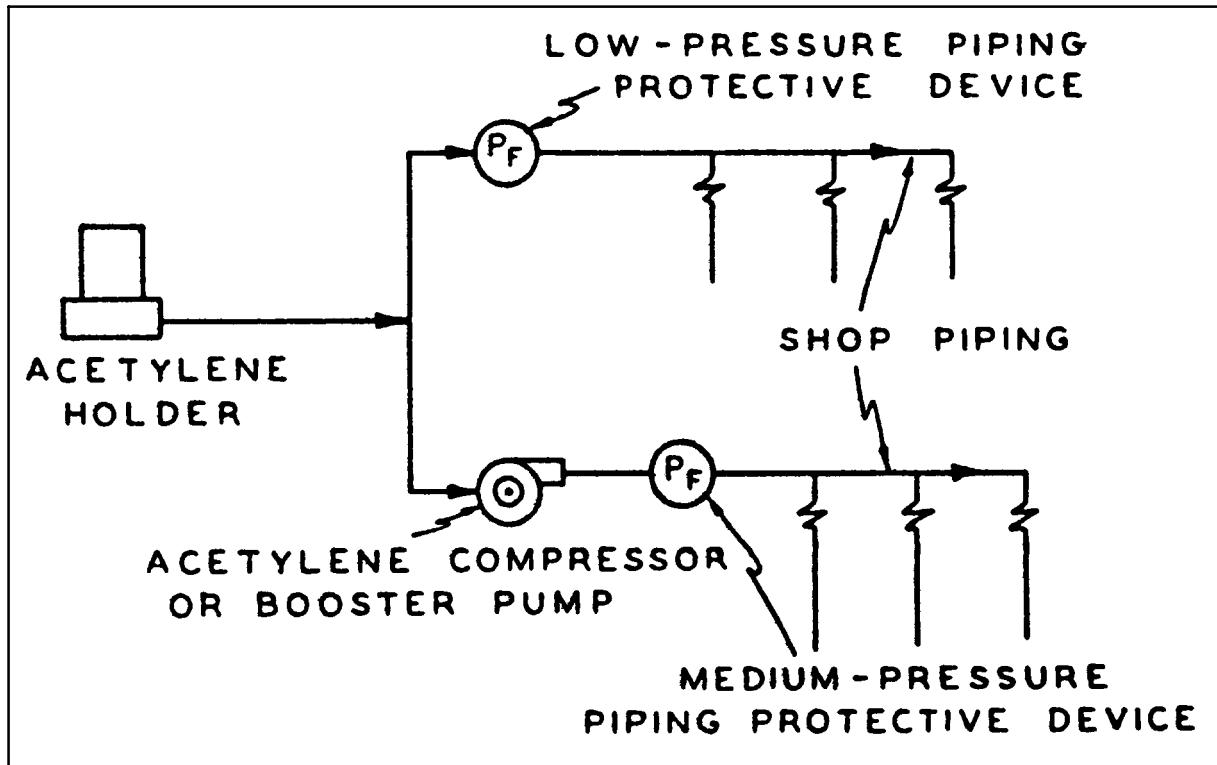 LOW-PRESSURE PIPING
PROTECTIVE DEVICE
PF
SHOP PIPING
ACETYLENE
HOLDER
PF
ACETYLENE COMPRESSOR
OR BOOSTER PUMP
MEDIUM-PRESSURE
PIPING PROTECTIVE DEVICE